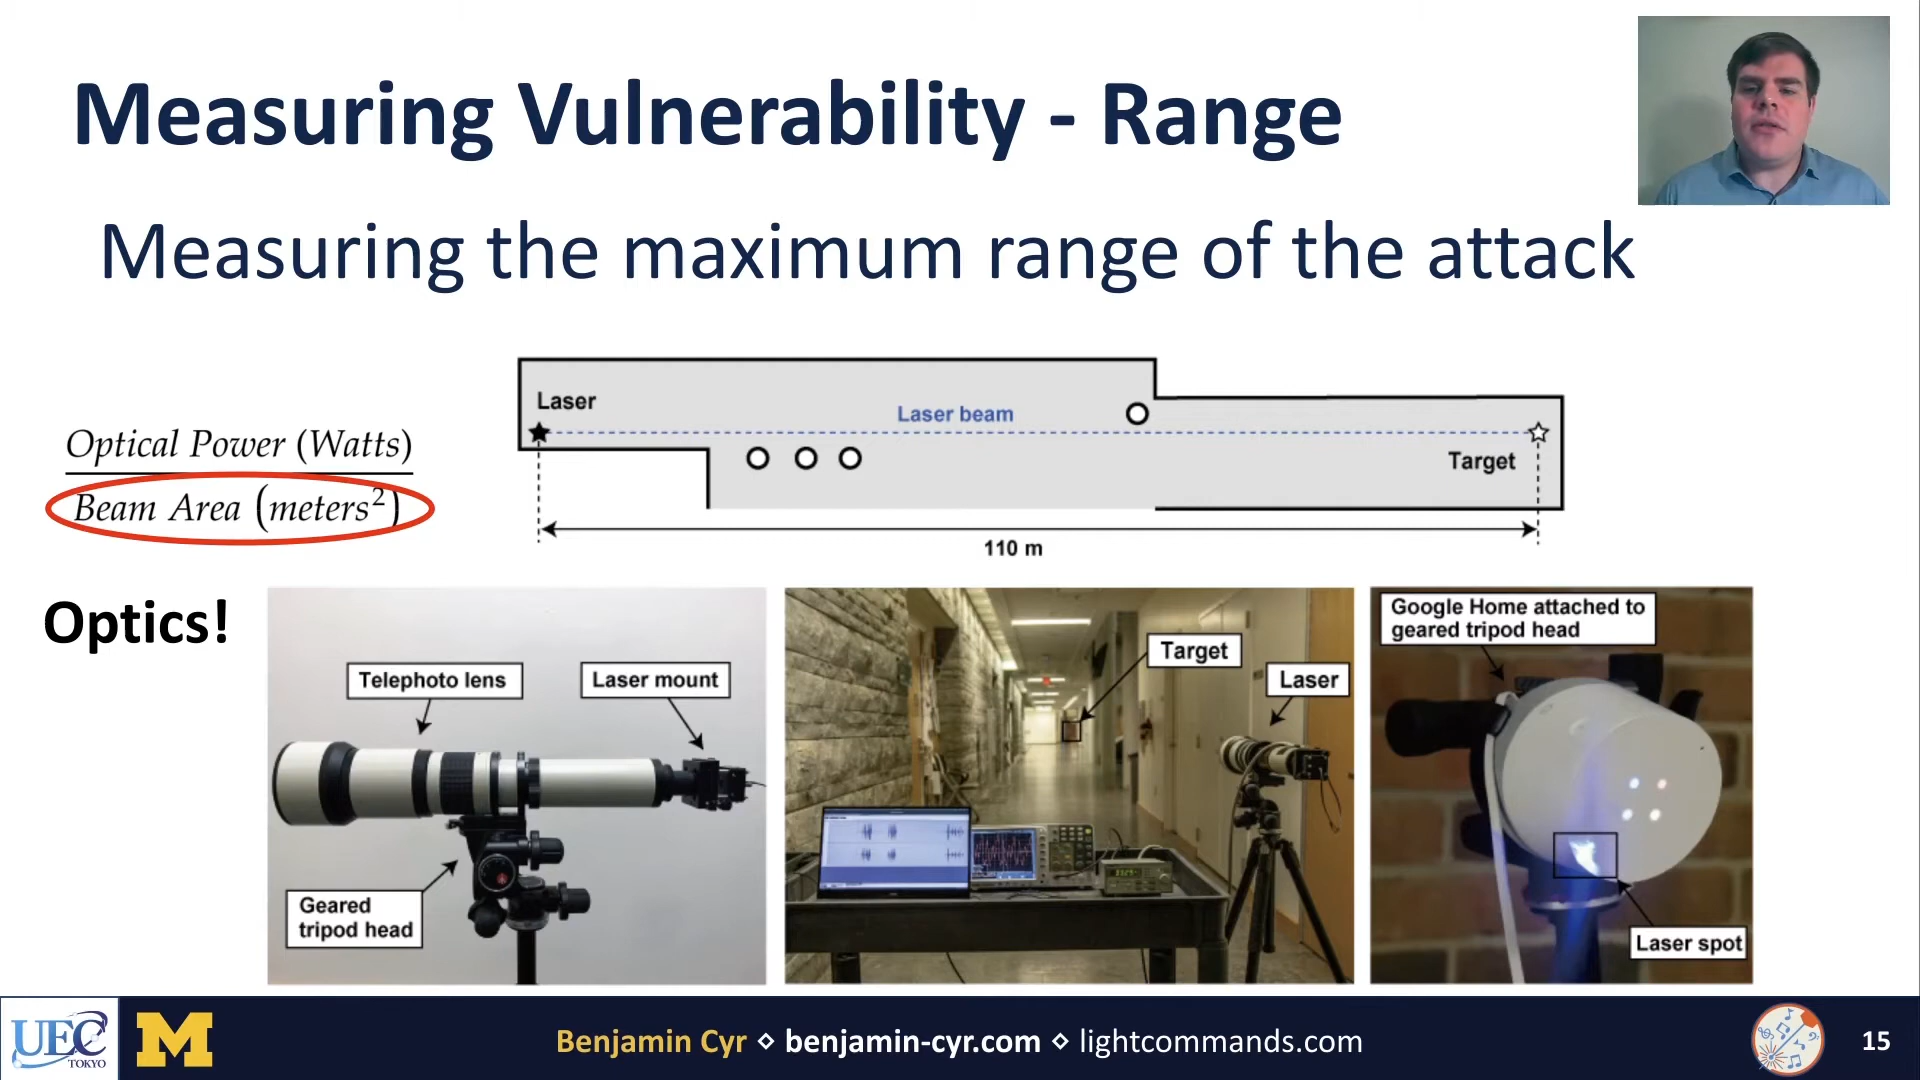 Measuring Vulnerability - Range
Measuring the maximum range of the attack
Optical Power (Watts)
Beam Area (meters²)
Laser
Laser beam
Target
110 m
Optics!
Telephoto lens
Laser mount
Geared
tripod head
Target
Laser
Google Home attached to
geared tripod head
Laser spot
UEC
TOKYO
M
Benjamin Cyr ⋄ benjamin-cyr.com ⋄ lightcommands.com
15